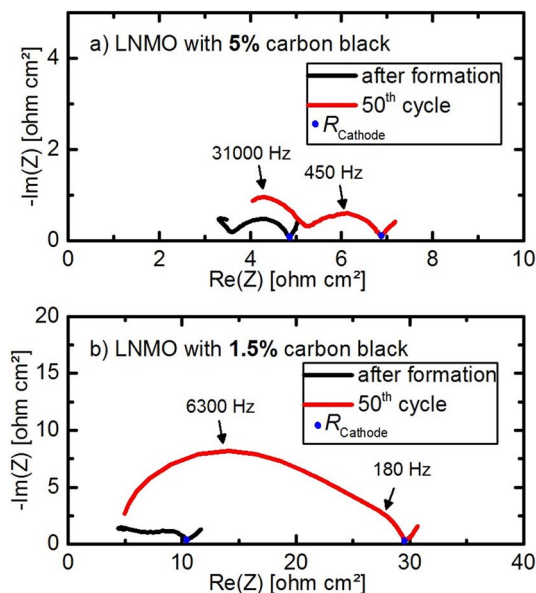 a) LNMO with 5% carbon black
after formation
50th cycle
R Cathode
31000 Hz
450 Hz
-Im(Z) [ohm cm²]
4
2
0
0 2 4 6 8 10
Re(Z) [ohm cm²]
b) LNMO with 1.5% carbon black
after formation
50th cycle
R Cathode
6300 Hz
180 Hz
-Im(Z) [ohm cm²]
20
15
10
5
0
0 10 20 30 40
Re(Z) [ohm cm²]